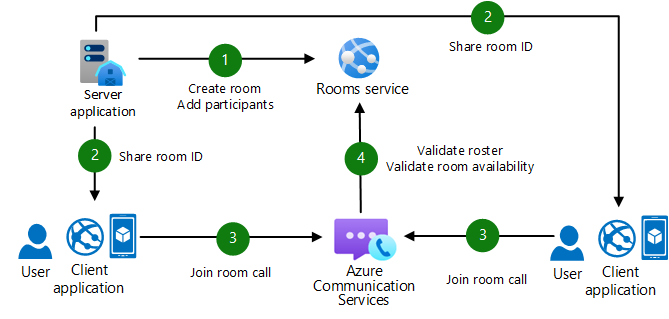 2
Share room ID
1
Create room
Add participants
Server
application
Rooms service
2
Share room ID
4
Validate roster
Validate room availability
3
Join room call
3
Join room call
User
Client
application
Azure
Communication
Services
User
Client
application